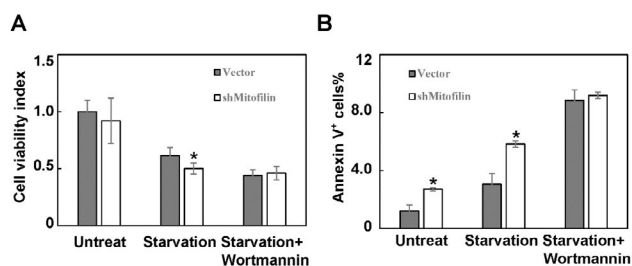 A
Cell viability index
1.5
1.0
0.5
0
Vector
shMitofilin
*
Untreat
Starvation
Starvation+
Wortmannin
B
Annexin V⁺ cells%
12
8.0
4.0
0
Vector
shMitofilin
*
*
Untreat
Starvation
Starvation+
Wortmannin